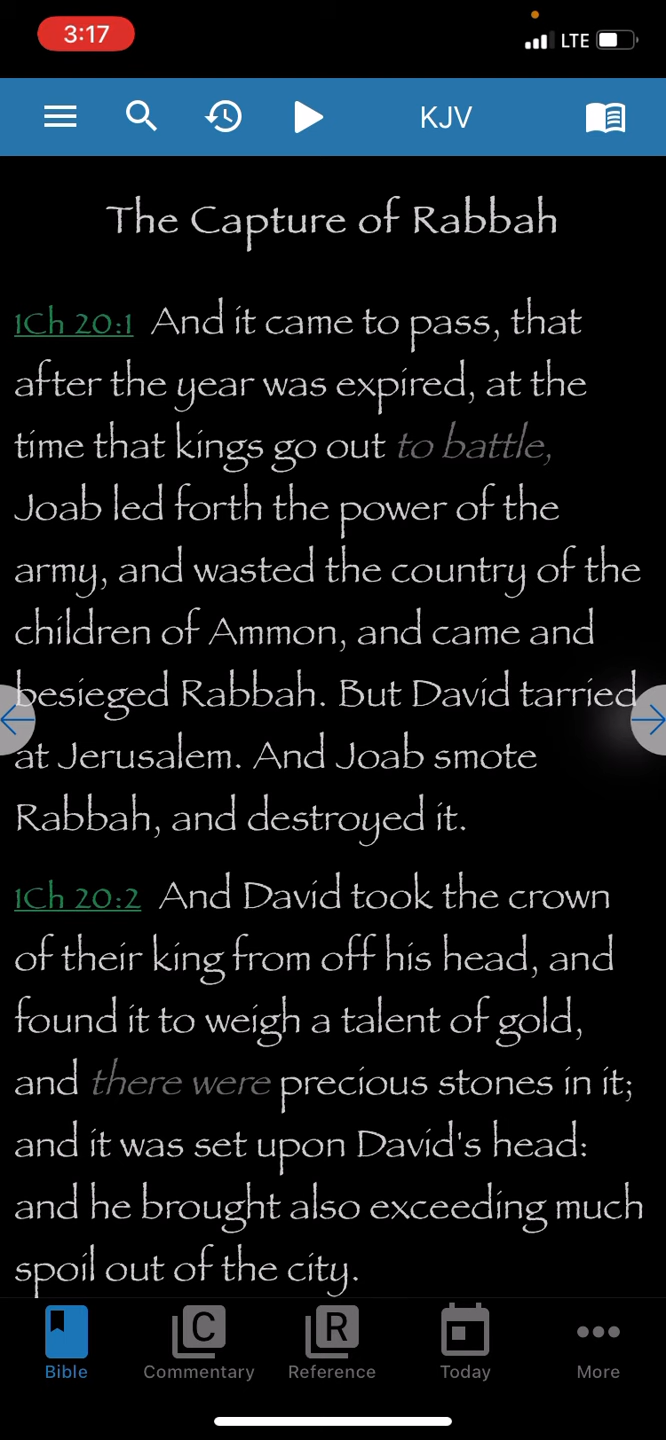 3:17
LTE
KJV
The Capture of Rabbah
1Ch 20:1 And it came to pass, that
after the year was expired, at the
time that kings go out to battle,
Joab led forth the power of the
army, and wasted the country of the
children of Ammon, and came and
besieged Rabbah. But David tarried
at Jerusalem. And Joab smote
Rabbah, and destroyed it.
1Ch 20:2 And David took the crown
of their king from off his head, and
found it to weigh a talent of gold,
and there were precious stones in it;
and it was set upon David's head:
and he brought also exceeding much
spoil out of the city.
C
R
Bible
Commentary
Reference
Today
More